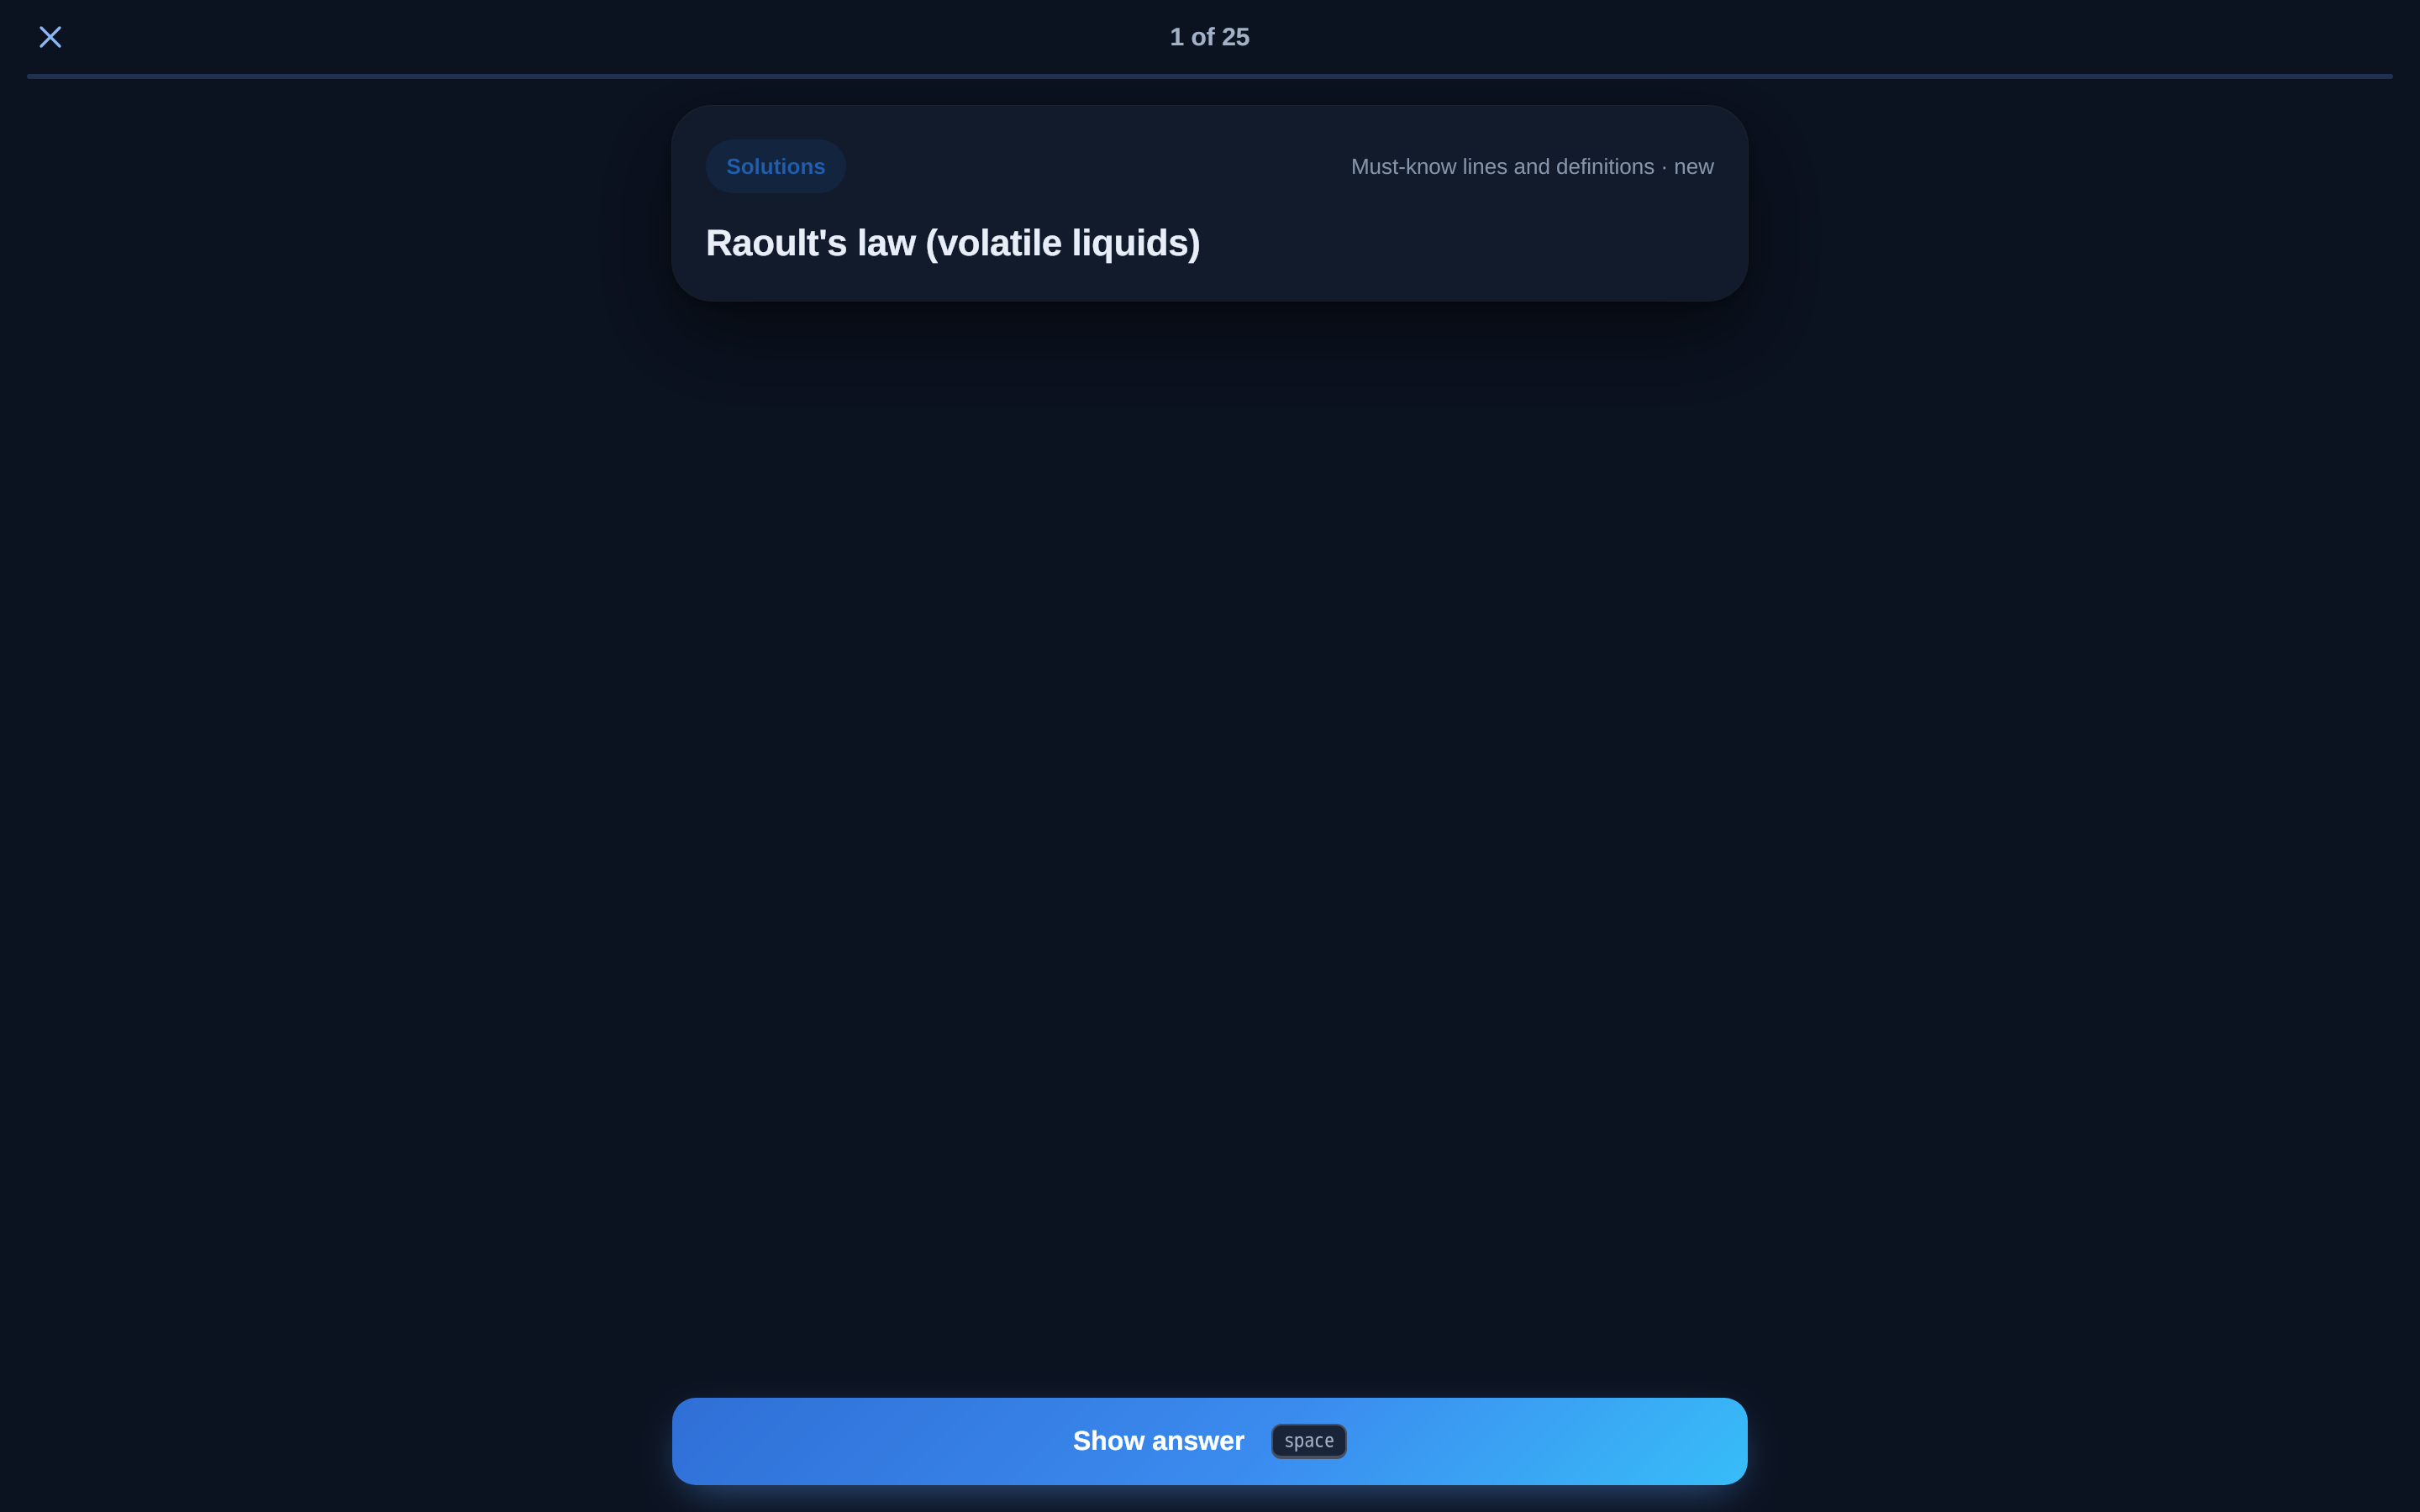 1 of 25
Solutions
Must-know lines and definitions · new
Raoult's law (volatile liquids)
Show answer space